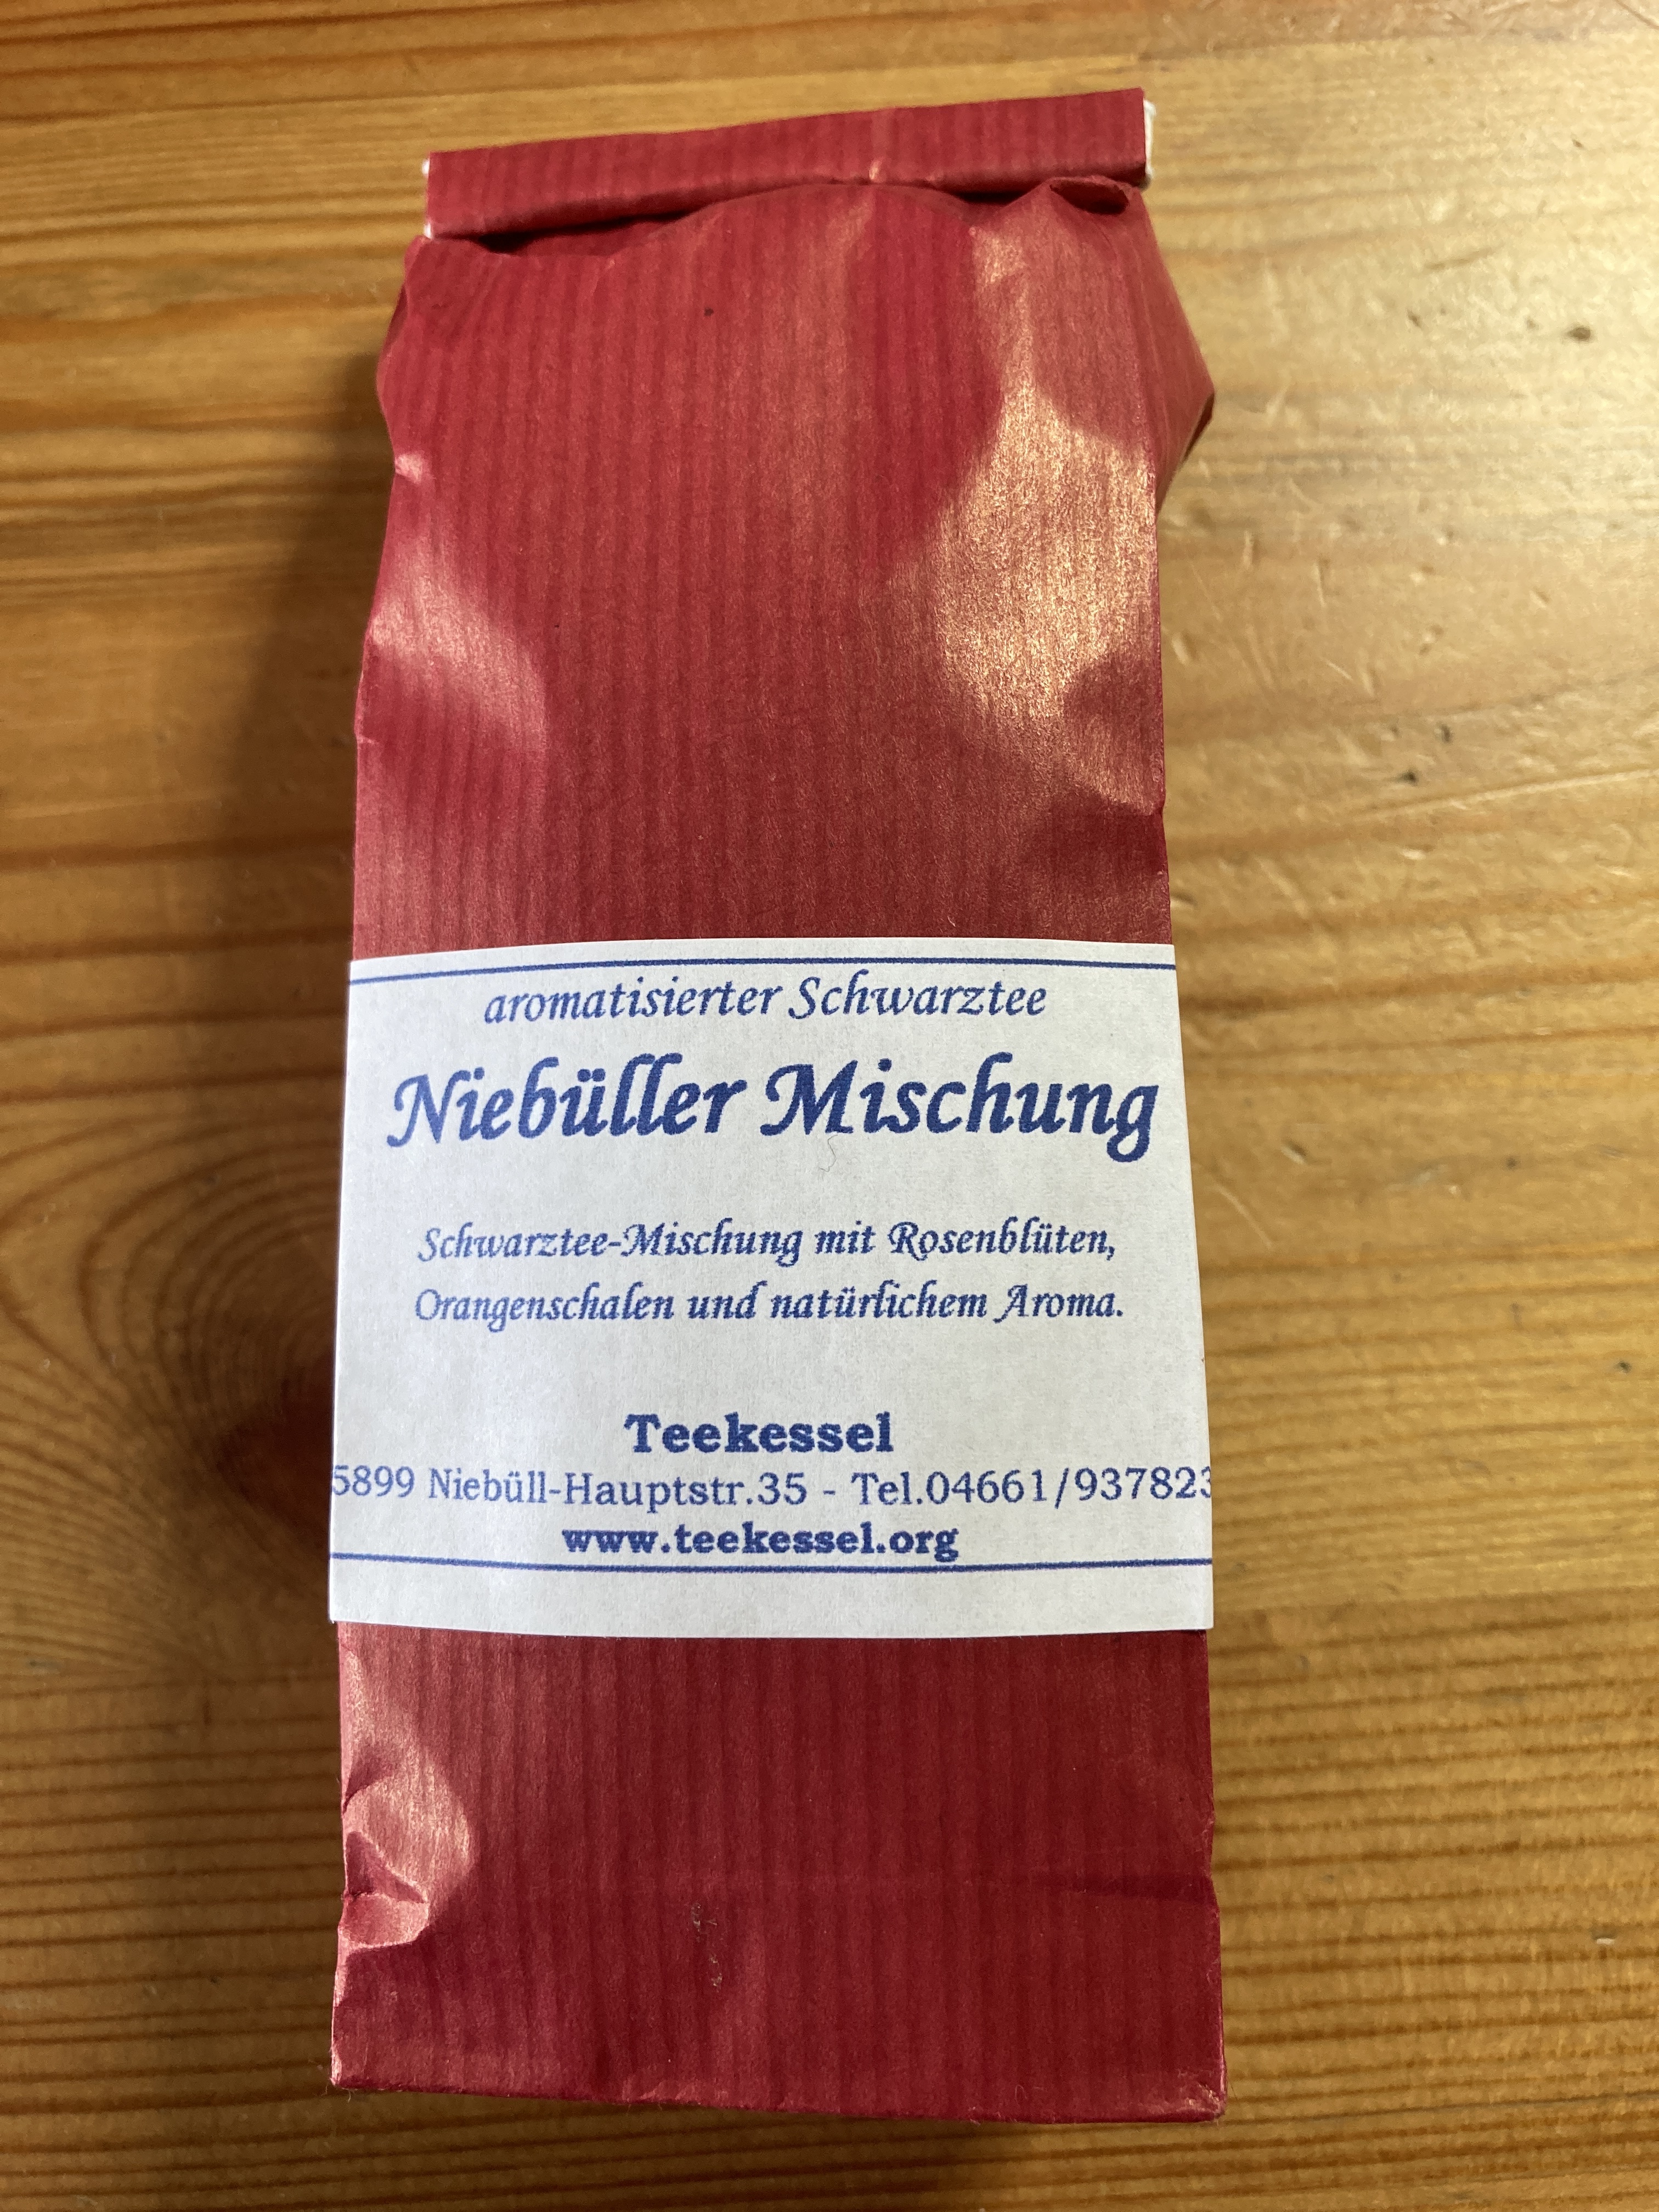 aromatisierter Schwarztee
Niebüller Mischung
Schwarztee-Mischung mit Rosenblüten,
Orangenschalen und natürlichem Aroma.
Teekessel
5899 Niebüll-Hauptstr.35 - Tel.04661/937823
www.teekessel.org